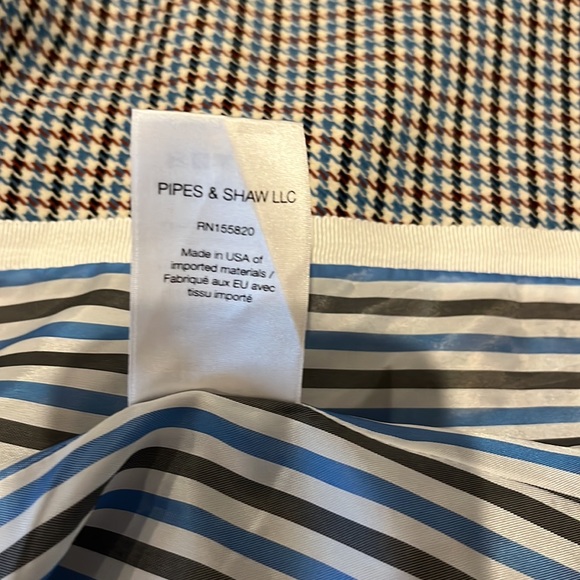 PIPES & SHAW LLC
RN155820
Made in USA of
imported materials /
Fabriqué aux EU avec
tissu importé